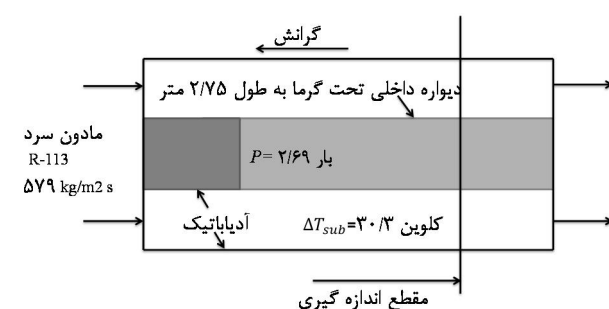 گرانش
دیواره داخلی تحت گرما به طول ۲/۷۵ متر
مادون سرد
R-113
۵۷۹ kg/m2 s
P= ۲/۶۹ بار
آدیاباتیک
ΔT_sub=۳۰/۳ کلوین
مقطع اندازه گیری